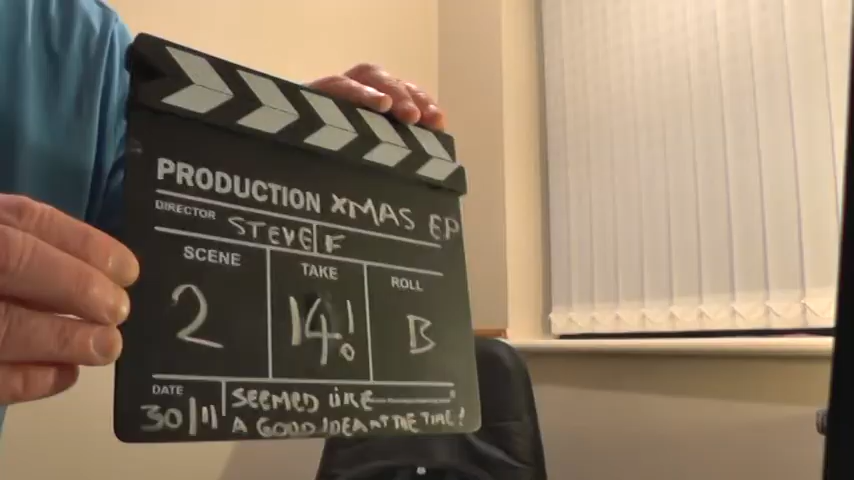 PRODUCTION XMAS EP
DIRECTOR STEVE F
SCENE TAKE ROLL
2 14! B
DATE
30/11
SEEMED LIKE
A GOOD IDEA AT THE TIME!